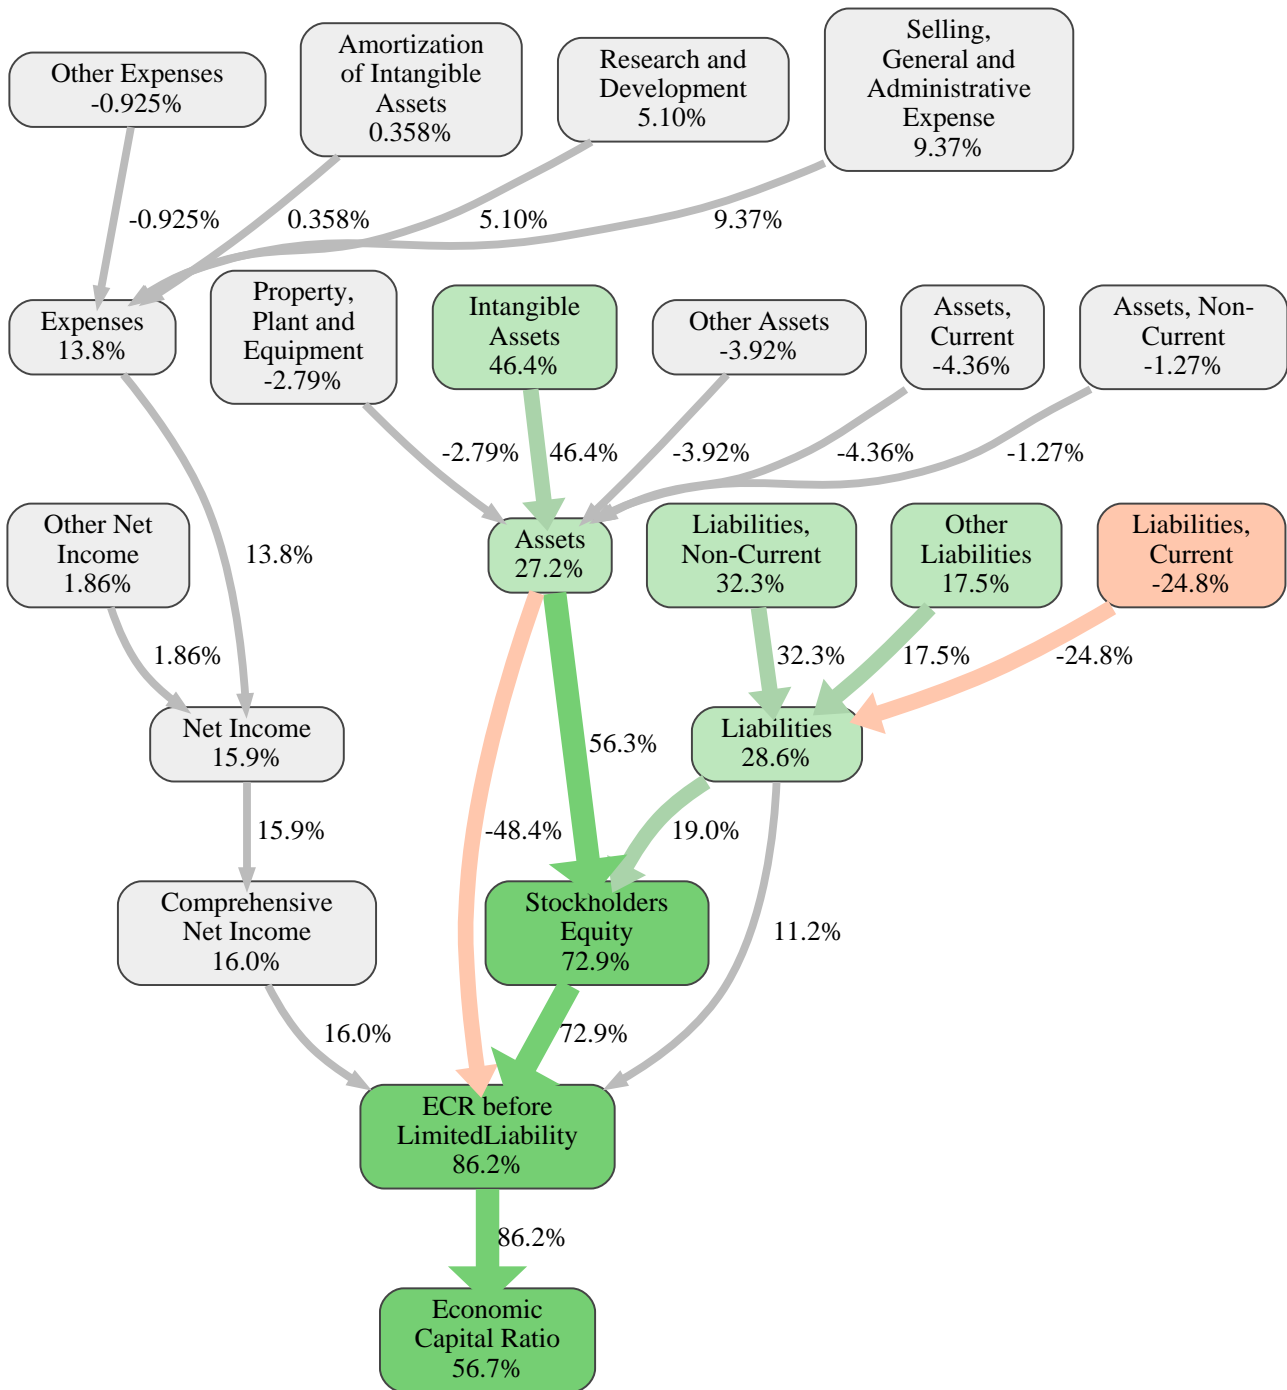 Other Expenses
-0.925%
Amortization
of Intangible
Assets
0.358%
Research and
Development
5.10%
Selling,
General and
Administrative
Expense
9.37%
-0.925%
0.358%
5.10%
9.37%
Expenses
13.8%
Property,
Plant and
Equipment
-2.79%
Intangible
Assets
46.4%
Other Assets
-3.92%
Assets,
Current
-4.36%
Assets, Non-
Current
-1.27%
-2.79%
46.4%
-3.92%
-4.36%
-1.27%
Other Net
Income
1.86%
13.8%
Assets
27.2%
Liabilities,
Non-Current
32.3%
Other
Liabilities
17.5%
Liabilities,
Current
-24.8%
1.86%
32.3%
17.5%
-24.8%
Net Income
15.9%
56.3%
Liabilities
28.6%
15.9%
-48.4%
19.0%
Comprehensive
Net Income
16.0%
Stockholders
Equity
72.9%
11.2%
16.0%
72.9%
ECR before
LimitedLiability
86.2%
86.2%
Economic
Capital Ratio
56.7%